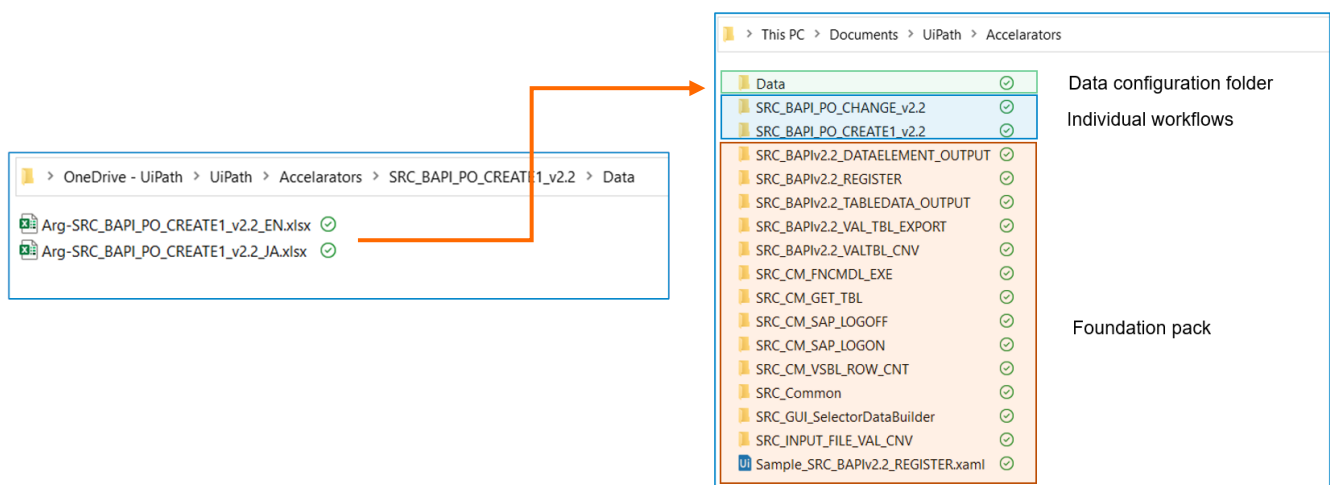 > OneDrive - UiPath > UiPath > Accelarators > SRC_BAPI_PO_CREATE1_v2.2 > Data
Arg-SRC_BAPI_PO_CREATE1_v2.2_EN.xlsx
Arg-SRC_BAPI_PO_CREATE1_v2.2_JA.xlsx
> This PC > Documents > UiPath > Accelarators
Data
SRC_BAPI_PO_CHANGE_v2.2
SRC_BAPI_PO_CREATE1_v2.2
SRC_BAPIv2.2_DATAELEMENT_OUTPUT
SRC_BAPIv2.2_REGISTER
SRC_BAPIv2.2_TABLEDATA_OUTPUT
SRC_BAPIv2.2_VAL_TBL_EXPORT
SRC_BAPIv2.2_VALTBL_CNV
SRC_CM_FNCMDL_EXE
SRC_CM_GET_TBL
SRC_CM_SAP_LOGOFF
SRC_CM_SAP_LOGON
SRC_CM_VSBL_ROW_CNT
SRC_Common
SRC_GUI_SelectorDataBuilder
SRC_INPUT_FILE_VAL_CNV
Ui Sample_SRC_BAPIv2.2_REGISTER.xaml
Data configuration folder
Individual workflows
Foundation pack